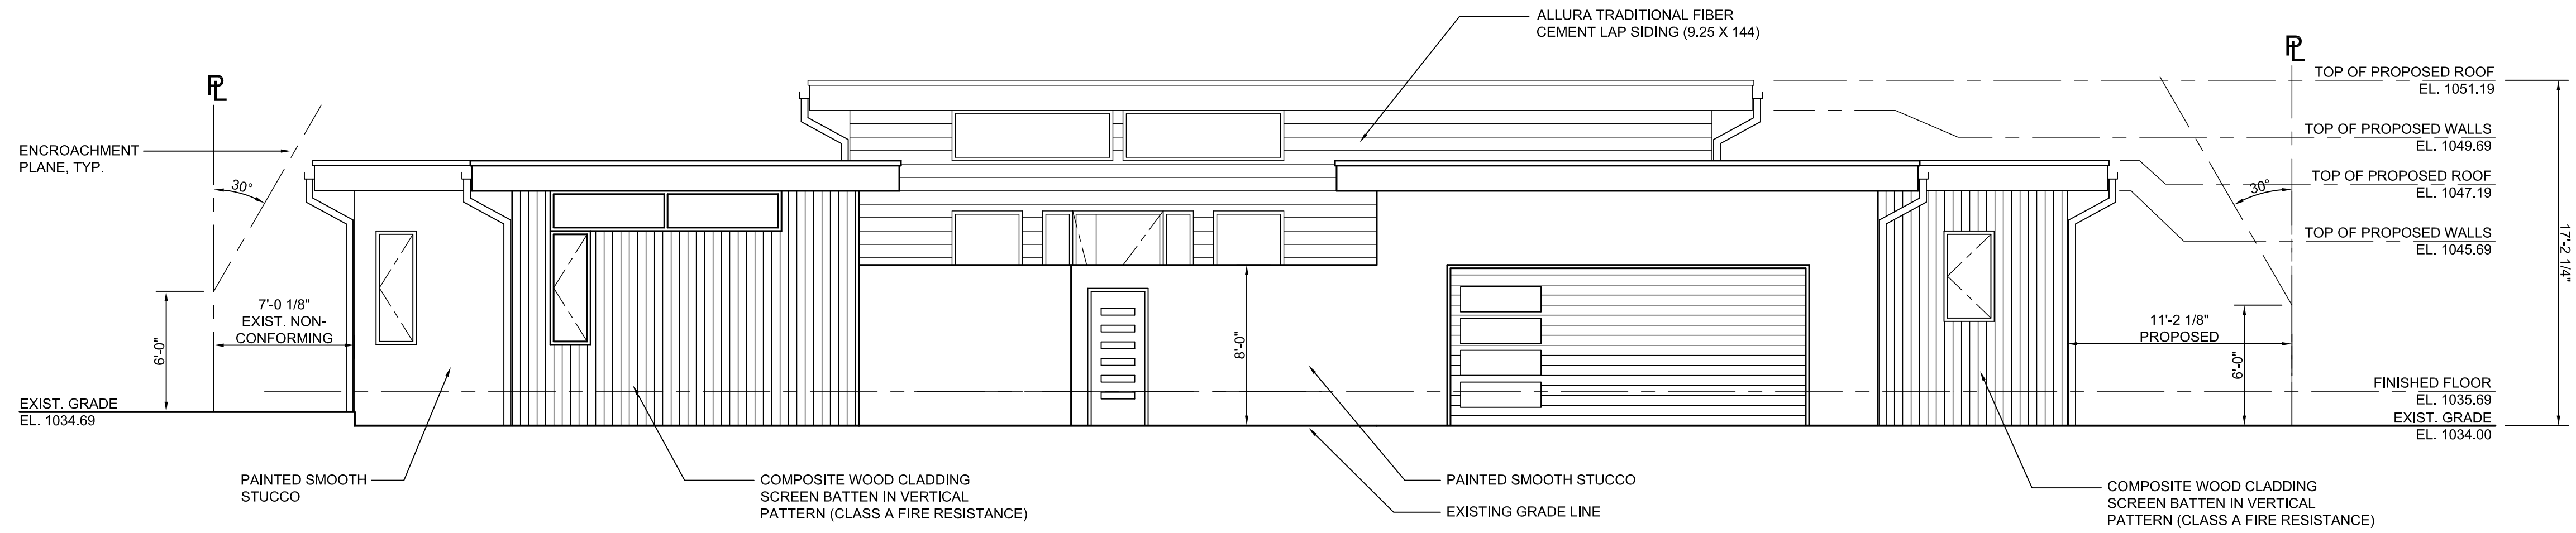 ALLURA TRADITIONAL FIBER
CEMENT LAP SIDING (9.25 X 144)
PL
PL
TOP OF PROPOSED ROOF
EL. 1051.19
TOP OF PROPOSED WALLS
EL. 1049.69
TOP OF PROPOSED ROOF
EL. 1047.19
TOP OF PROPOSED WALLS
EL. 1045.69
17'-2 1/4"
ENCROACHMENT
PLANE, TYP.
30°
30°
7'-0 1/8"
EXIST. NON-
CONFORMING
6'-0"
8'-0"
11'-2 1/8"
PROPOSED
6'-0"
FINISHED FLOOR
EL. 1035.69
EXIST. GRADE
EL. 1034.00
EXIST. GRADE
EL. 1034.69
PAINTED SMOOTH
STUCCO
COMPOSITE WOOD CLADDING
SCREEN BATTEN IN VERTICAL
PATTERN (CLASS A FIRE RESISTANCE)
PAINTED SMOOTH STUCCO
EXISTING GRADE LINE
COMPOSITE WOOD CLADDING
SCREEN BATTEN IN VERTICAL
PATTERN (CLASS A FIRE RESISTANCE)